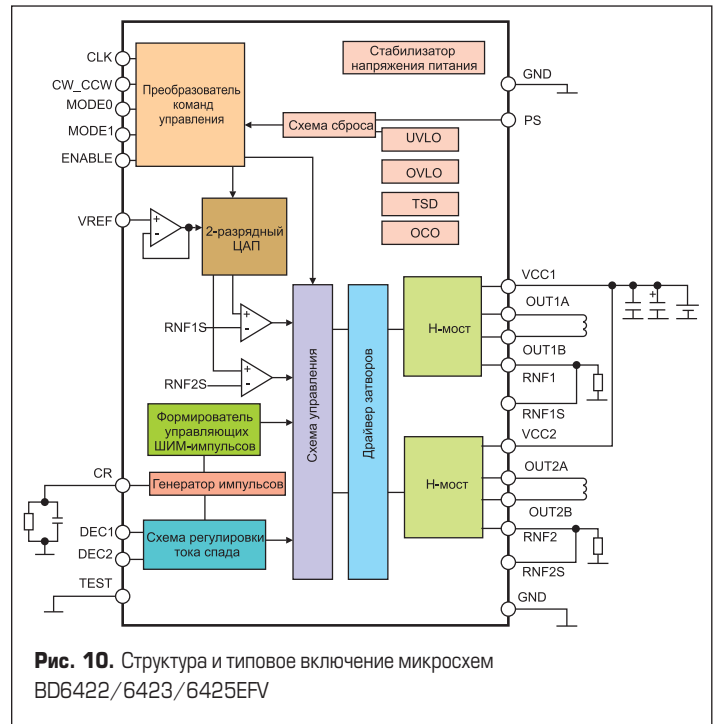 CLK
CW_CCW
MODE0
MODE1
ENABLE
VREF
CR
DEC1
DEC2
TEST
Преобразователь
команд
управления
Стабилизатор
напряжения питания
Схема сброса
UVLO
OVLO
TSD
OCO
2-разрядный
ЦАП
+
-
+
-
RNF1S
+
-
RNF2S
Формирователь
управляющих
ШИМ-импульсов
Генератор импульсов
Схема регулировки
тока спада
Схема управления
Драйвер затворов
Н-мост
Н-мост
GND
PS
VCC1
+
OUT1A
OUT1B
RNF1
RNF1S
VCC2
OUT2A
OUT2B
RNF2
RNF2S
GND
Рис. 10. Структура и типовое включение микросхем
BD6422/6423/6425EFV